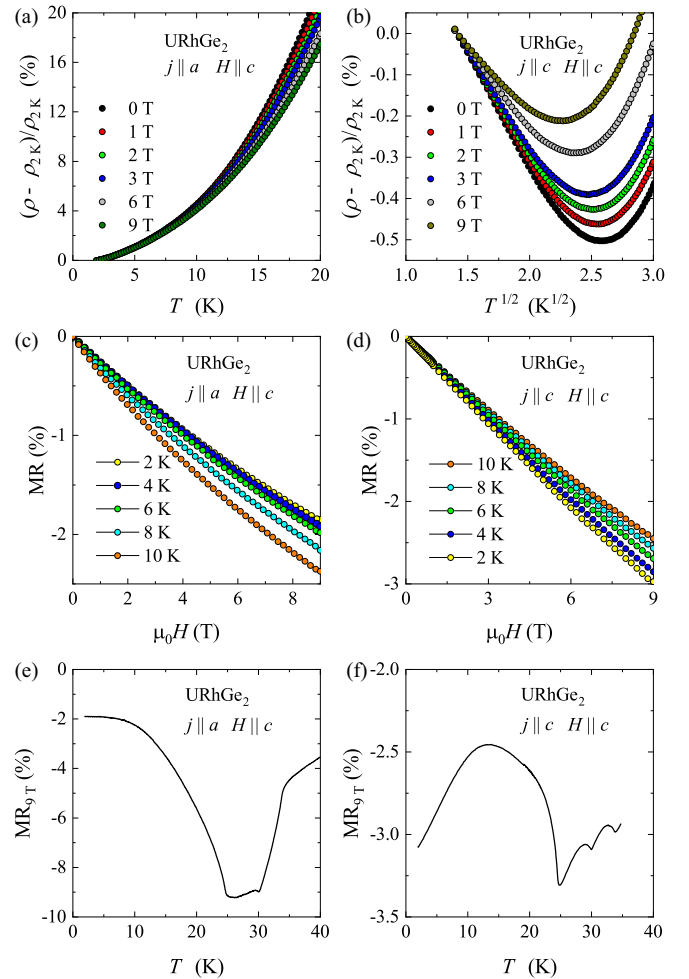 (a)
URhGe2
j || a H || c
0 T
1 T
2 T
3 T
6 T
9 T
20
16
12
8
4
0
(ρ - ρ2 K)/ρ2 K (%)
0 5 10 15 20
T (K)
(b)
URhGe2
j || c H || c
0 T
1 T
2 T
3 T
6 T
9 T
0.0
-0.1
-0.2
-0.3
-0.4
-0.5
(ρ - ρ2 K)/ρ2 K (%)
1.0 1.5 2.0 2.5 3.0
T 1/2 (K1/2)
(c)
URhGe2
j || a H || c
2 K
4 K
6 K
8 K
10 K
0
-1
-2
MR (%)
0 2 4 6 8
μ0H (T)
(d)
URhGe2
j || c H || c
10 K
8 K
6 K
4 K
2 K
0
-1
-2
-3
MR (%)
0 3 6 9
μ0H (T)
(e)
URhGe2
j || a H || c
0
-2
-4
-6
-8
-10
MR9 T (%)
0 10 20 30 40
T (K)
(f)
URhGe2
j || c H || c
-2.0
-2.5
-3.0
-3.5
MR9 T (%)
0 10 20 30 40
T (K)